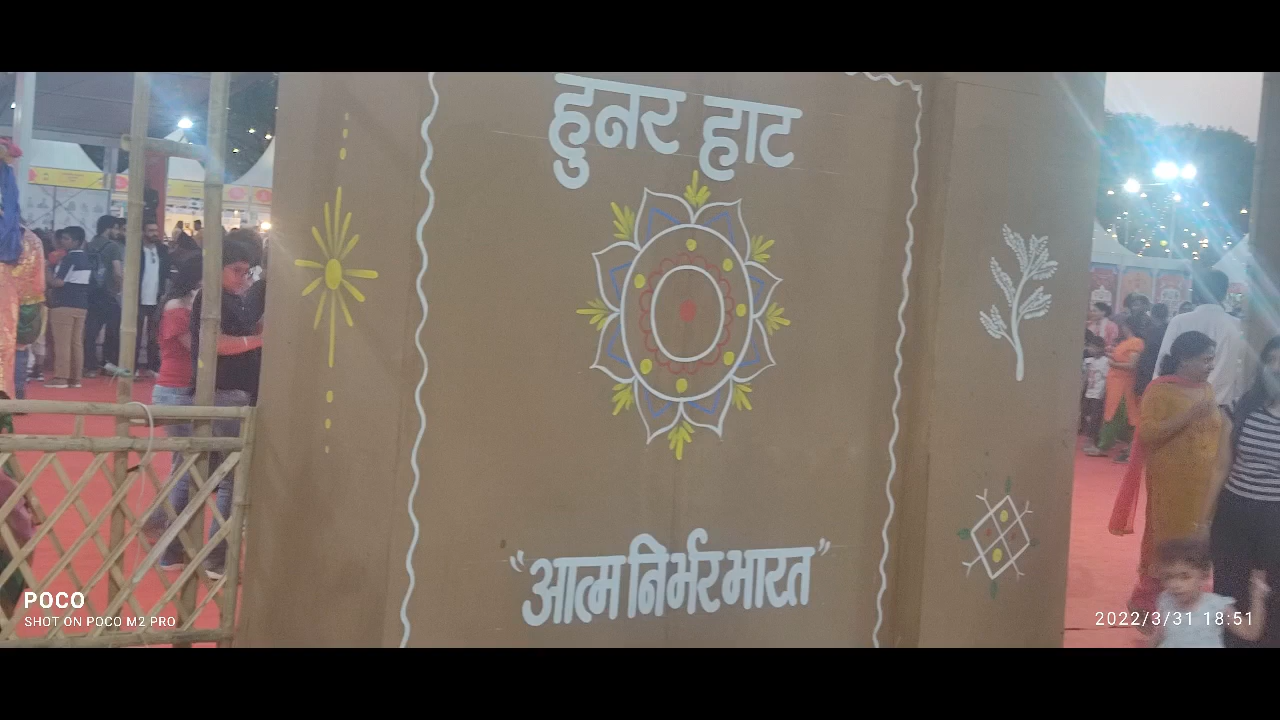 हुनर हाट
"आत्म निर्भर भारत"
POCO
SHOT ON POCO M2 PRO
2022/3/31 18:51